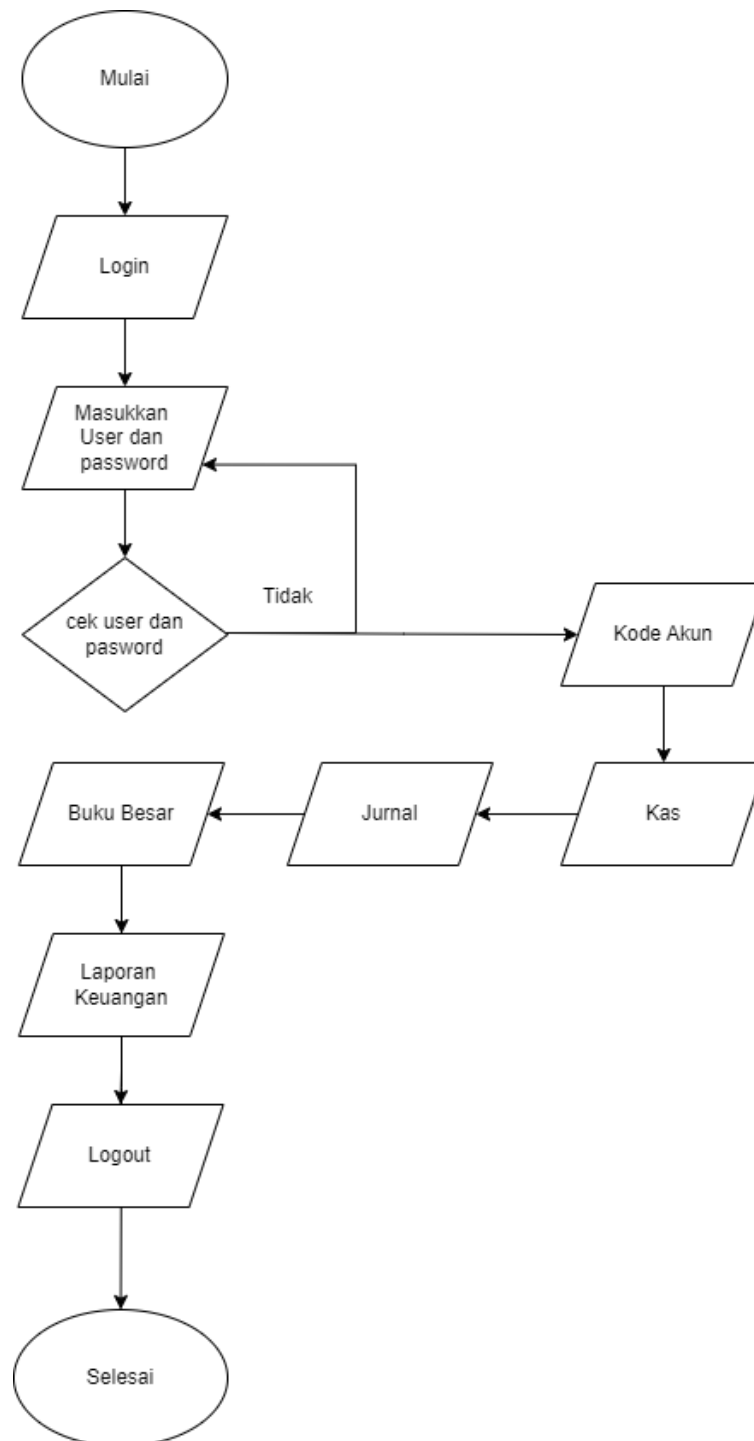 Mulai
Login
Masukkan
User dan
password
Tidak
cek user dan
pasword
Kode Akun
Buku Besar
Jurnal
Kas
Laporan
Keuangan
Logout
Selesai